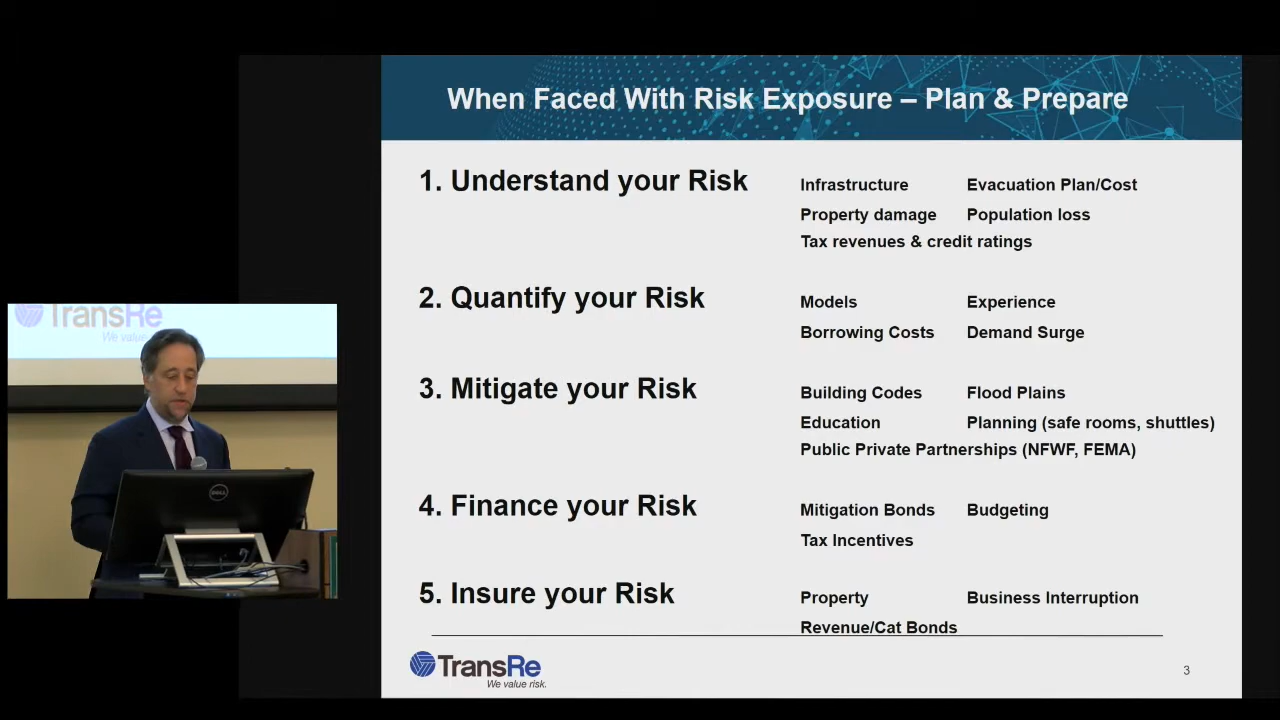 When Faced With Risk Exposure – Plan & Prepare
1. Understand your Risk
Infrastructure Evacuation Plan/Cost
Property damage Population loss
Tax revenues & credit ratings
2. Quantify your Risk
Models Experience
Borrowing Costs Demand Surge
3. Mitigate your Risk
Building Codes Flood Plains
Education Planning (safe rooms, shuttles)
Public Private Partnerships (NFWF, FEMA)
4. Finance your Risk
Mitigation Bonds Budgeting
Tax Incentives
5. Insure your Risk
Property Business Interruption
Revenue/Cat Bonds
TransRe
We value risk.
3
TransRe
We value
DELL